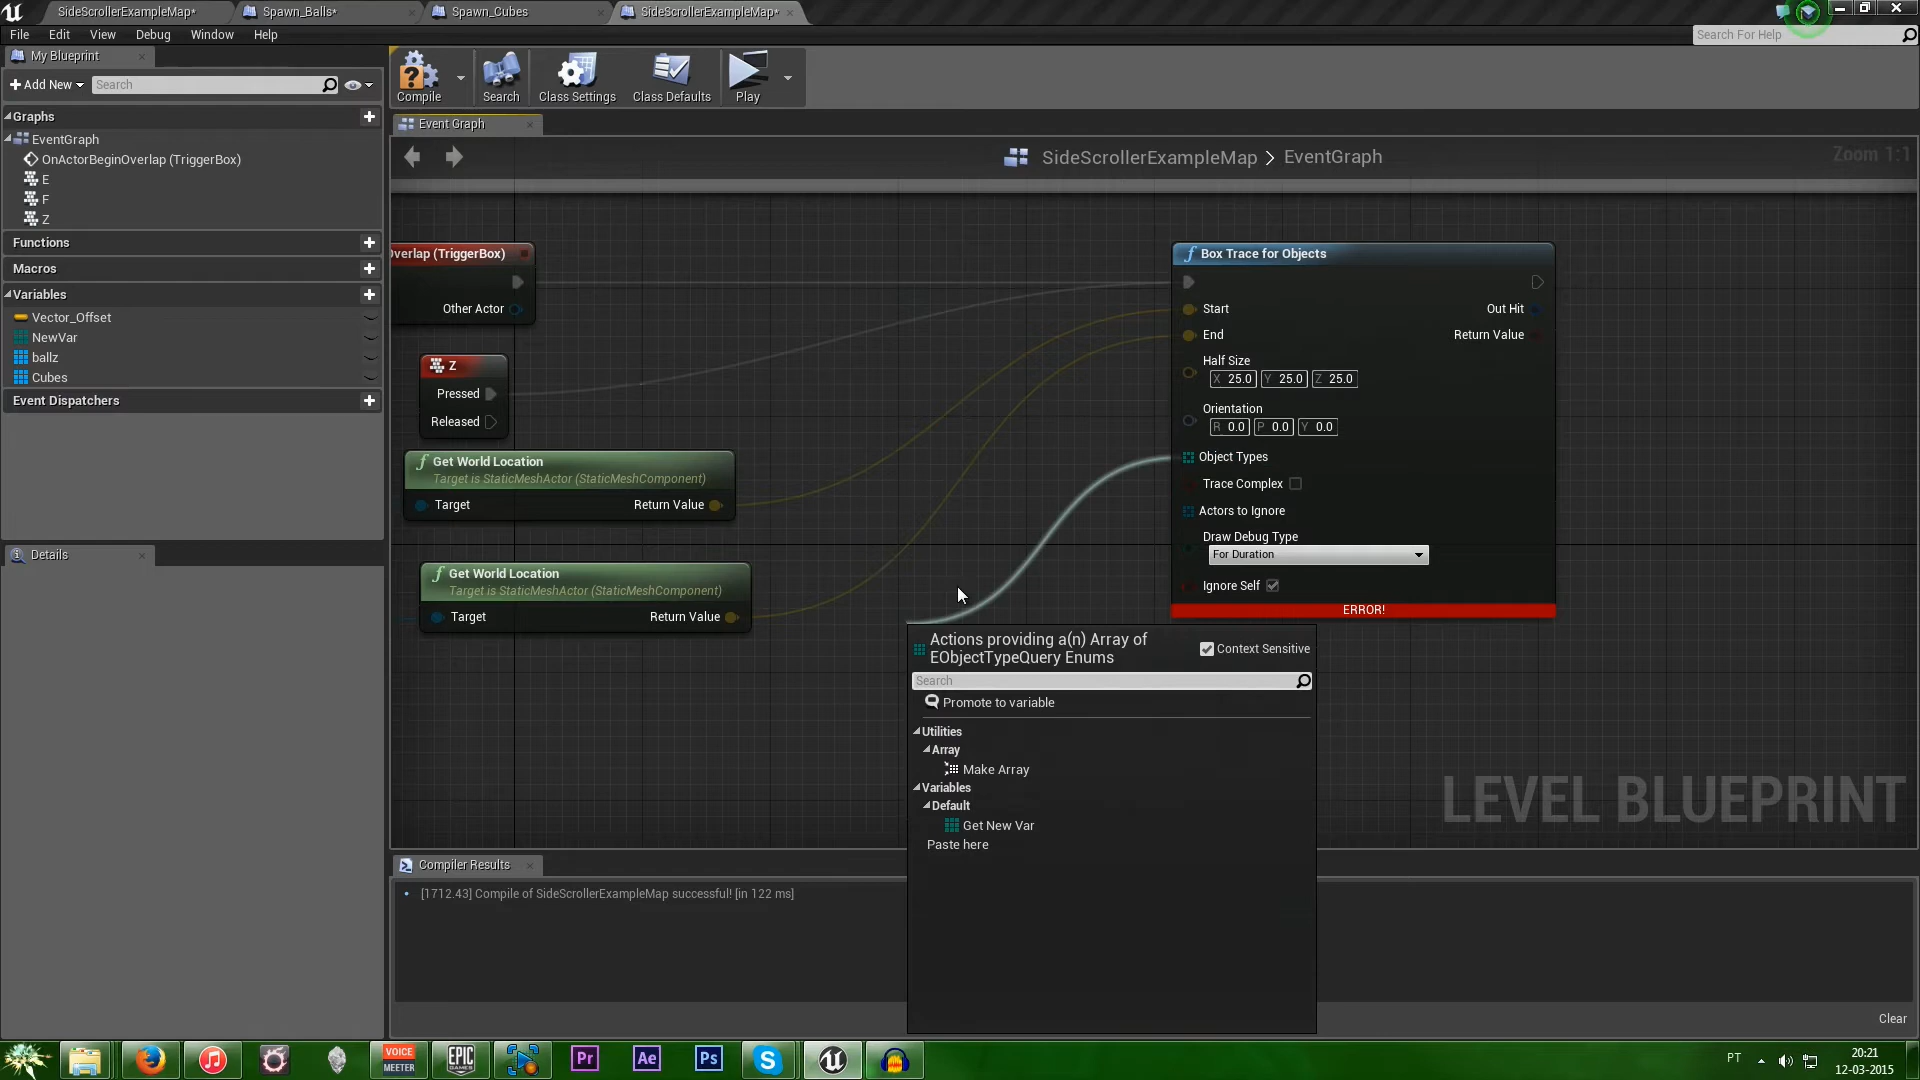 SideScrollerExampleMap*
Spawn_Balls*
Spawn_Cubes
SideScrollerExampleMap*
File Edit View Debug Window Help
Search For Help
My Blueprint
Add New
Search
Compile
Search
Class Settings
Class Defaults
Play
Graphs
EventGraph
OnActorBeginOverlap (TriggerBox)
E
F
Z
Functions
Macros
Variables
Vector_Offset
NewVar
ballz
Cubes
Event Dispatchers
Details
Event Graph
SideScrollerExampleMap > EventGraph
Zoom 1:1
Overlap (TriggerBox)
Other Actor
Z
Pressed
Released
Get World Location
Target is StaticMeshActor (StaticMeshComponent)
Target Return Value
Get World Location
Target is StaticMeshActor (StaticMeshComponent)
Target Return Value
Box Trace for Objects
Start Out Hit
End Return Value
Half Size
X 25.0 Y 25.0 Z 25.0
Orientation
R 0.0 P 0.0 Y 0.0
Object Types
Trace Complex
Actors to Ignore
Draw Debug Type
For Duration
Ignore Self
ERROR!
Actions providing a(n) Array of
EObjectTypeQuery Enums
Context Sensitive
Search
Promote to variable
Utilities
Array
Make Array
Variables
Default
Get New Var
Paste here
LEVEL BLUEPRINT
Compiler Results
[1712.43] Compile of SideScrollerExampleMap successful! [in 122 ms]
Clear
VOICE
MEETER
EPIC
GAMES
Pr
Ae
Ps
PT
20:21
12-03-2015